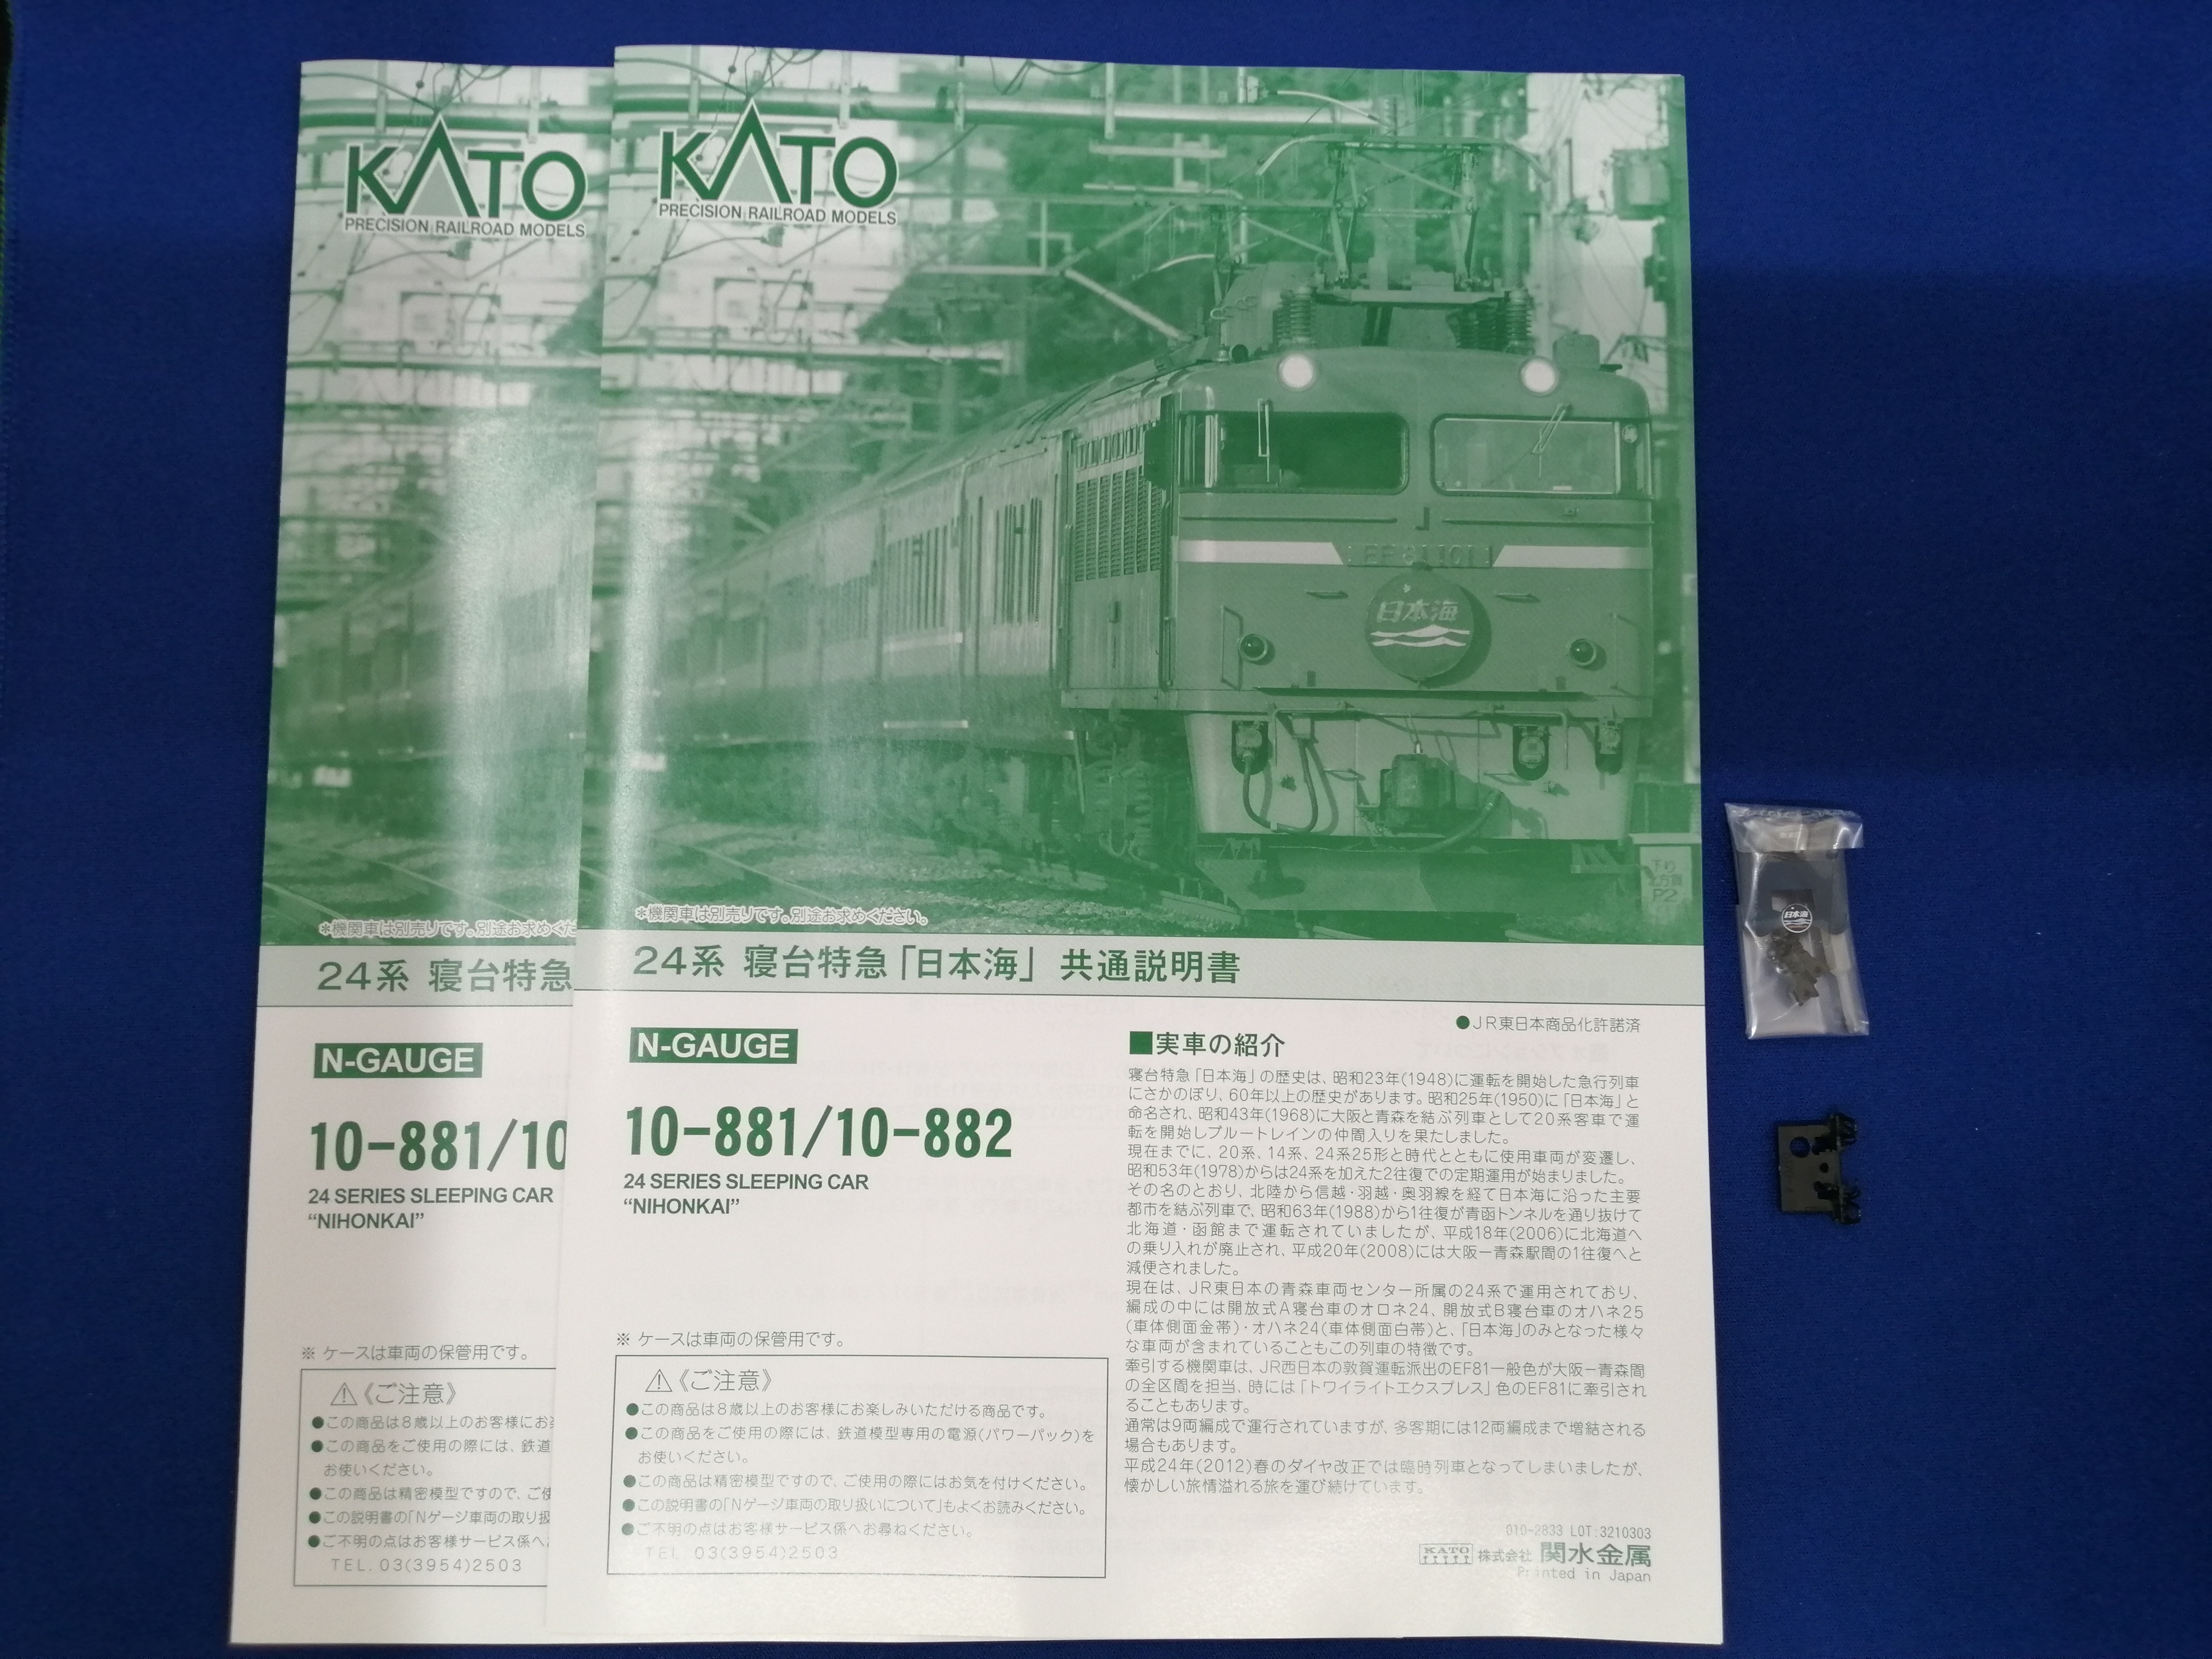 KATO
PRECISION RAILROAD MODELS
*機関車は別売りです。別途お求めくだ
24系 寝台特急
N-GAUGE
10-881/10
24 SERIES SLEEPING CAR
“NIHONKAI”
※ ケースは車両の保管用です。
《ご注意》
●この商品は8歳以上のお客様にお
●この商品をご使用の際には、鉄道
お使いください。
●この商品は精密模型ですので、ご使
●この説明書の「Nゲージ車両の取り扱
●ご不明の点はお客様サービス係へ
TEL. 03(3954)2503
KATO
PRECISION RAILROAD MODELS
EF 81 101
日本海
下り
P2
*機関車は別売りです。別途お求めください。
24系 寝台特急「日本海」 共通説明書
N-GAUGE
10-881/10-882
24 SERIES SLEEPING CAR
“NIHONKAI”
※ ケースは車両の保管用です。
《ご注意》
●この商品は8歳以上のお客様にお楽しみいただける商品です。
●この商品をご使用の際には、鉄道模型専用の電源(パワーパック)を
お使いください。
●この商品は精密模型ですので、ご使用の際にはお気を付けください。
●この説明書の「Nゲージ車両の取り扱いについて」もよくお読みください。
●ご不明の点はお客様サービス係へお尋ねください。
TEL. 03(3954)2503
●JR東日本商品化許諾済
■実車の紹介
寝台特急「日本海」の歴史は、昭和23年(1948)に運転を開始した急行列車
にさかのぼり、60年以上の歴史があります。昭和25年(1950)に「日本海」と
命名され、昭和43年(1968)に大阪と青森を結ぶ列車として20系客車で運
転を開始しブルートレインの仲間入りを果たしました。
現在までに、20系、14系、24系25形と時代とともに使用車両が変遷し、
昭和53年(1978)からは24系を加えた2往復での定期運用が始まりました。
その名のとおり、北陸から信越・羽越・奥羽線を経て日本海に沿った主要
都市を結ぶ列車で、昭和63年(1988)から1往復が青函トンネルを通り抜けて
北海道・函館まで運転されていましたが、平成18年(2006)に北海道へ
の乗り入れが廃止され、平成20年(2008)には大阪ー青森駅間の1往復へと
減便されました。
現在は、JR東日本の青森車両センター所属の24系で運用されており、
編成の中には開放式A寝台車のオロネ24、開放式B寝台車のオハネ25
(車体側面金帯)・オハネ24(車体側面白帯)と、「日本海」のみとなった様々
な車両が含まれていることもこの列車の特徴です。
牽引する機関車は、JR西日本の敦賀運転派出のEF81一般色が大阪ー青森間
の全区間を担当、時には「トワイライトエクスプレス」色のEF81に牽引され
ることもあります。
通常は9両編成で運行されていますが、多客期には12両編成まで増結される
場合もあります。
平成24年(2012)春のダイヤ改正では臨時列車となってしまいましたが、
懐かしい旅情溢れる旅を運び続けています。
010-2833 LOT:3210303
KATO 株式会社 関水金属
Printed in Japan
日本海